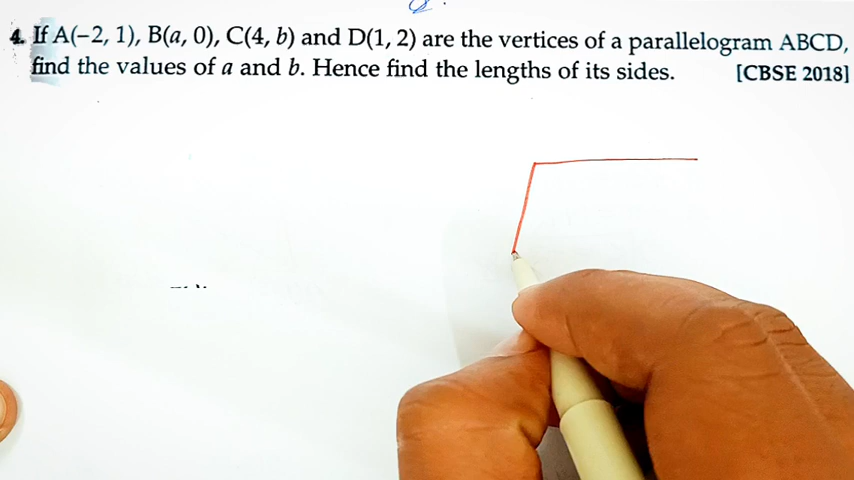 4. If A(−2, 1), B(a, 0), C(4, b) and D(1, 2) are the vertices of a parallelogram ABCD,
find the values of a and b. Hence find the lengths of its sides. [CBSE 2018]